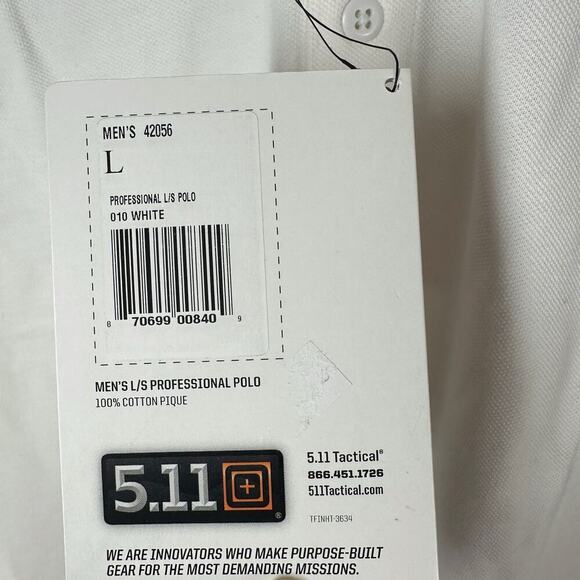 MEN'S 42056
L
PROFESSIONAL L/S POLO
010 WHITE
8 70699 00840 9
MEN'S L/S PROFESSIONAL POLO
100% COTTON PIQUE
5.11®
5.11 Tactical®
866.451.1726
511Tactical.com
TFINHT-3634
WE ARE INNOVATORS WHO MAKE PURPOSE-BUILT
GEAR FOR THE MOST DEMANDING MISSIONS.